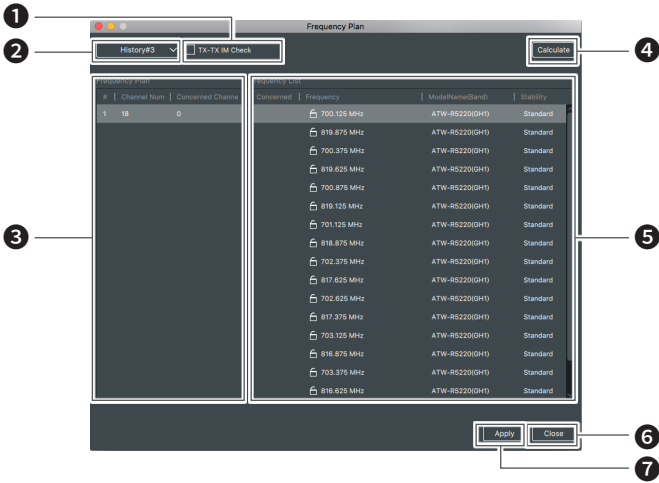 1
Frequency Plan
2
History#3
TX-TX IM Check
Calculate
4
Frequency Plan
Frequency List
# Channel Num Concerned Channe
Concerned Frequency ModelName(Band) Stability
1 18 0
700.125 MHz ATW-R5220(GH1) Standard
819.875 MHz ATW-R5220(GH1) Standard
700.375 MHz ATW-R5220(GH1) Standard
819.625 MHz ATW-R5220(GH1) Standard
700.875 MHz ATW-R5220(GH1) Standard
819.125 MHz ATW-R5220(GH1) Standard
701.125 MHz ATW-R5220(GH1) Standard
3
818.875 MHz ATW-R5220(GH1) Standard
5
702.375 MHz ATW-R5220(GH1) Standard
817.625 MHz ATW-R5220(GH1) Standard
702.625 MHz ATW-R5220(GH1) Standard
817.375 MHz ATW-R5220(GH1) Standard
703.125 MHz ATW-R5220(GH1) Standard
816.875 MHz ATW-R5220(GH1) Standard
703.375 MHz ATW-R5220(GH1) Standard
816.625 MHz ATW-R5220(GH1) Standard
Apply
Close
6
7